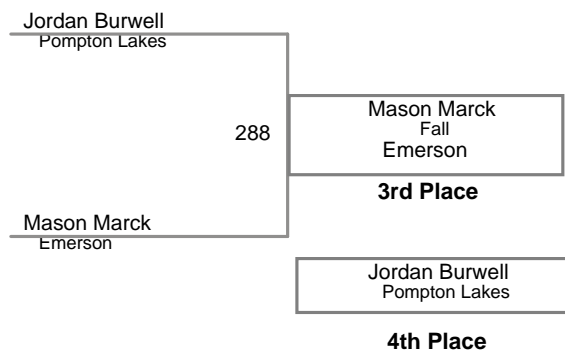 Jordan Burwell
Pompton Lakes
288
Mason Marck
Fall
Emerson
3rd Place
Mason Marck
Emerson
Jordan Burwell
Pompton Lakes
4th Place